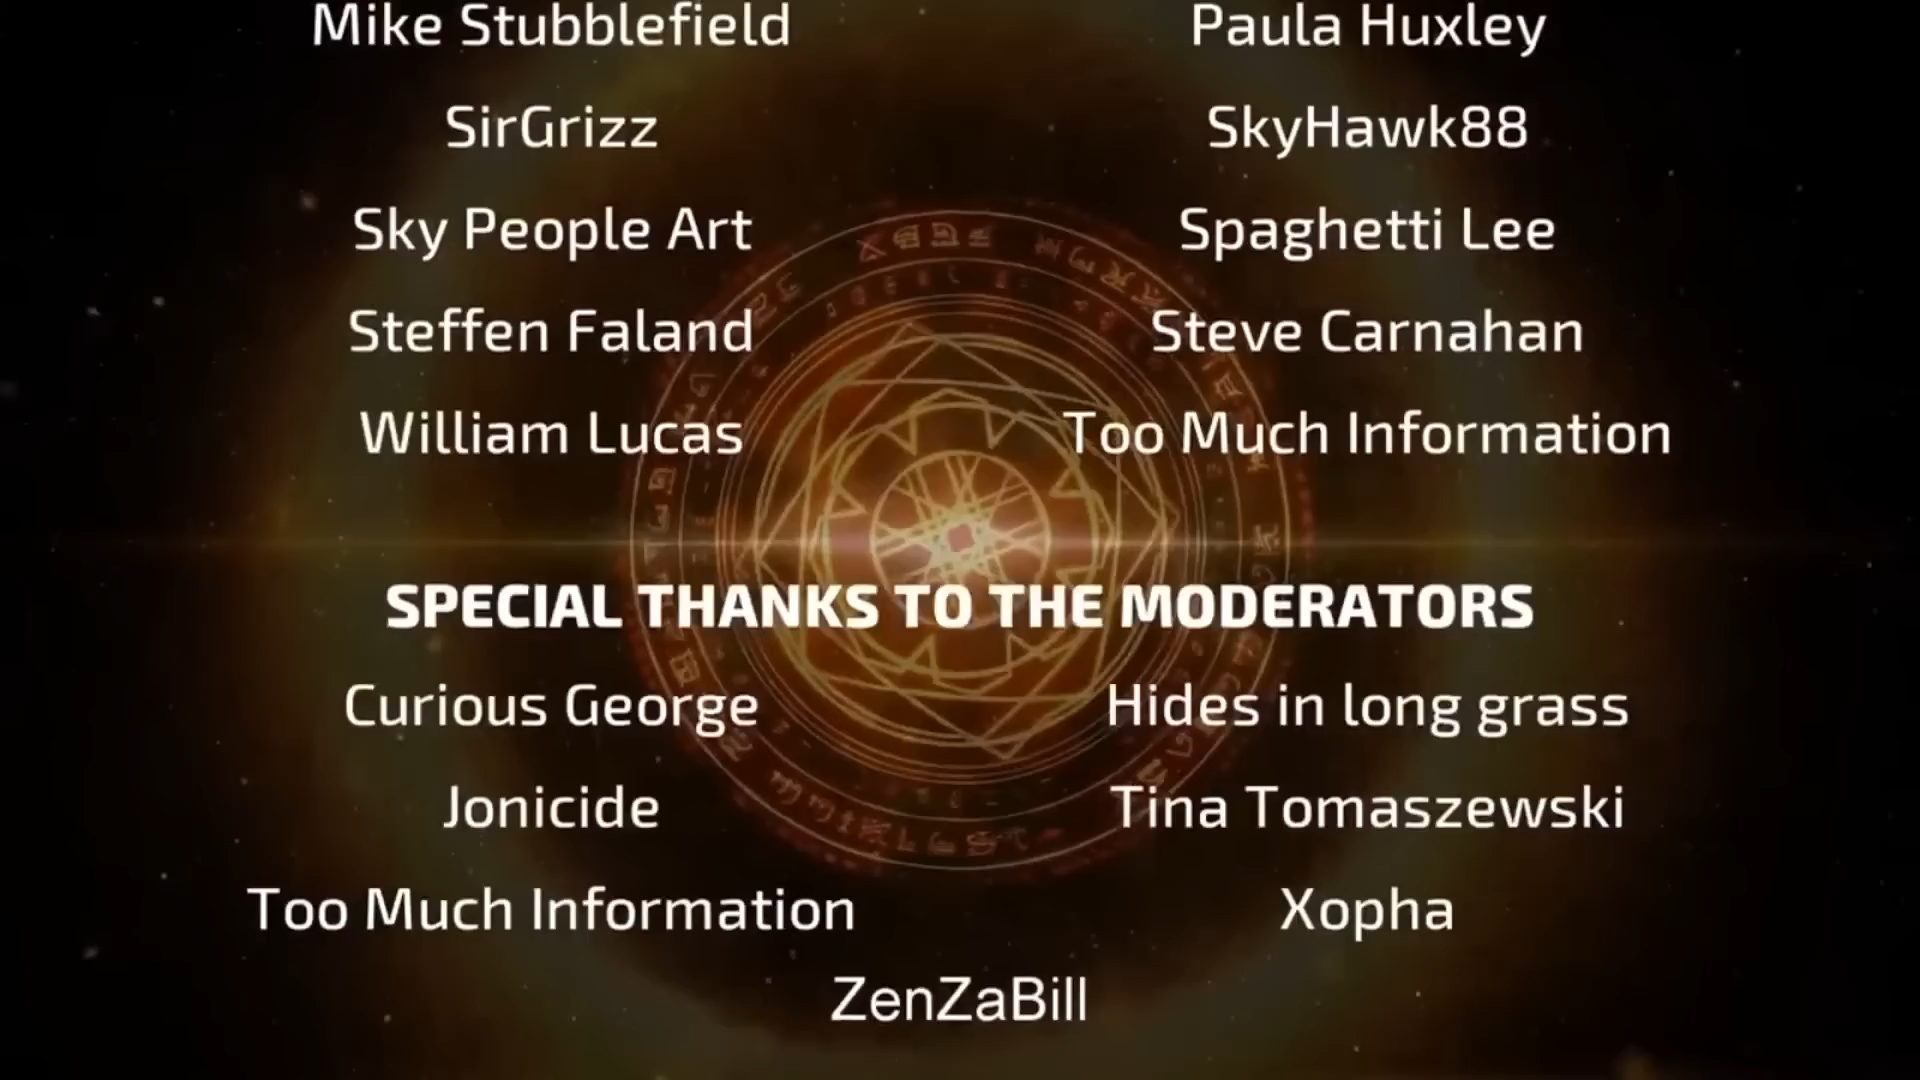 Mike Stubblefield Paula Huxley
SirGrizz SkyHawk88
Sky People Art Spaghetti Lee
Steffen Faland Steve Carnahan
William Lucas Too Much Information
SPECIAL THANKS TO THE MODERATORS
Curious George Hides in long grass
Jonicide Tina Tomaszewski
Too Much Information Xopha
ZenZaBill